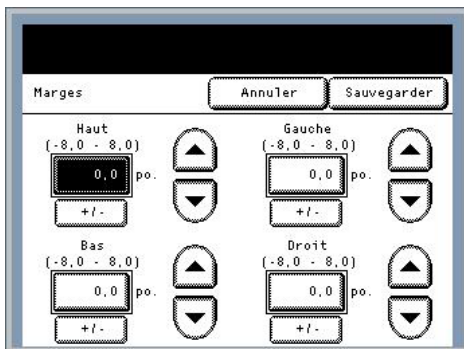 Marges Annuler Sauvegarder
Haut Gauche
(-8,0 - 8,0) (-8,0 - 8,0)
0,0 po. 0,0 po.
+/- +/-
Bas Droit
(-8,0 - 8,0) (-8,0 - 8,0)
0,0 po. 0,0 po.
+/- +/-